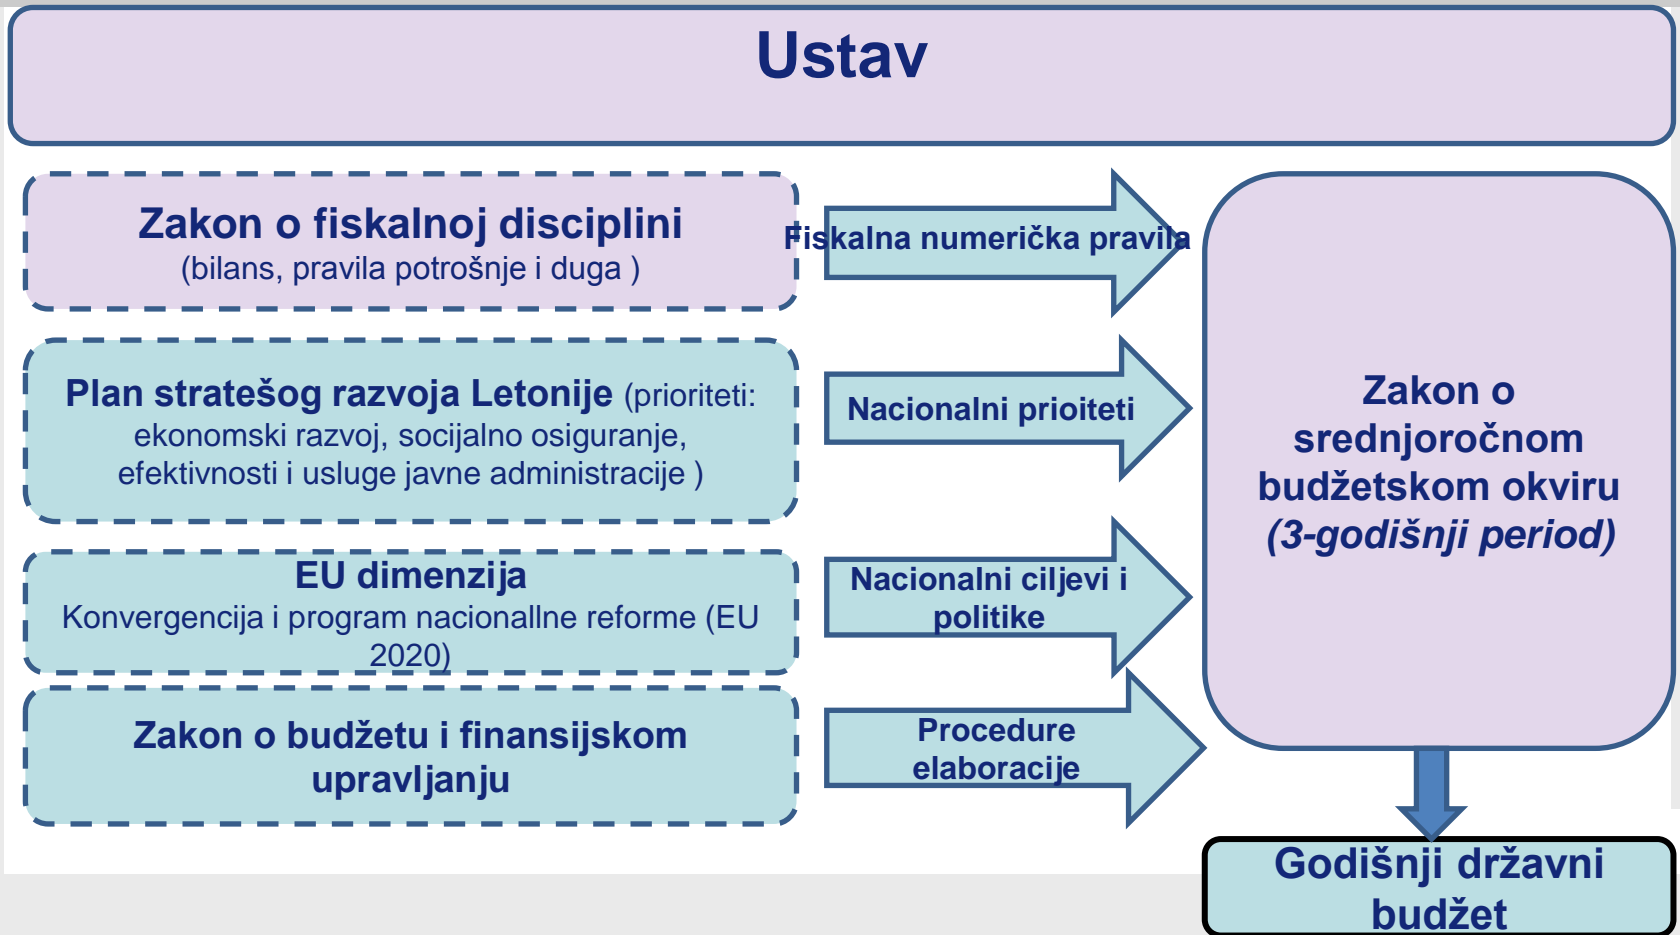 Ustav
Zakon o fiskalnoj disciplini
(bilans, pravila potrošnje i duga )
Fiskalna numerička pravila
Plan stratešog razvoja Letonije (prioriteti:
ekonomski razvoj, socijalno osiguranje,
efektivnosti i usluge javne administracije )
Nacionalni prioiteti
EU dimenzija
Konvergencija i program nacionallne reforme (EU
2020)
Nacionalni ciljevi i
politike
Zakon o budžetu i finansijskom
upravljanju
Procedure
elaboracije
Zakon o
srednjoročnom
budžetskom okviru
(3-godišnji period)
Godišnji državni
budžet